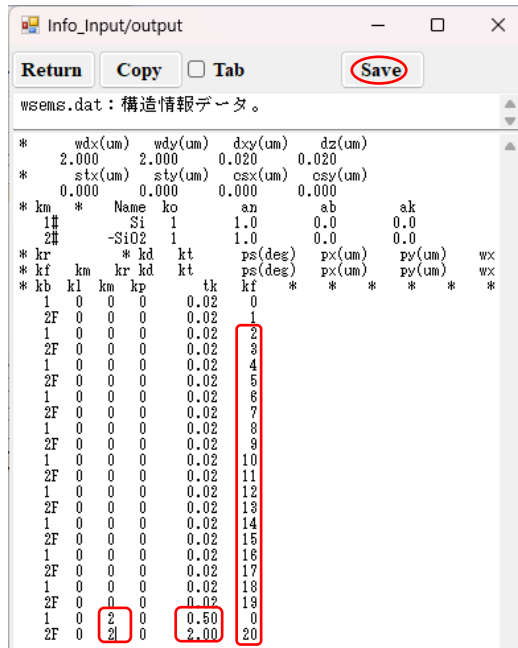 Info_Input/output
Return Copy Tab Save
wsems.dat：構造情報データ。
* wdx(um) wdy(um) dxy(um) dz(um)
2.000 2.000 0.020 0.020
* stx(um) sty(um) csx(um) csy(um)
0.000 0.000 0.000 0.000
* km * Name ko an ab ak
1# Si 1 1.0 0.0 0.0
2# -SiO2 1 1.0 0.0 0.0
* kr * kd kt ps(deg) px(um) py(um) wx
* kf km kr kd kt ps(deg) px(um) py(um) wx
* kb kl km kp tk kf * * * * * *
1 0 0 0 0.02 0
2F 0 0 0 0.02 1
1 0 0 0 0.02 2
2F 0 0 0 0.02 3
1 0 0 0 0.02 4
2F 0 0 0 0.02 5
1 0 0 0 0.02 6
2F 0 0 0 0.02 7
1 0 0 0 0.02 8
2F 0 0 0 0.02 9
1 0 0 0 0.02 10
2F 0 0 0 0.02 11
1 0 0 0 0.02 12
2F 0 0 0 0.02 13
1 0 0 0 0.02 14
2F 0 0 0 0.02 15
1 0 0 0 0.02 16
2F 0 0 0 0.02 17
1 0 0 0 0.02 18
2F 0 0 0 0.02 19
1 0 2 0 0.50 0
2F 0 2 0 2.00 20